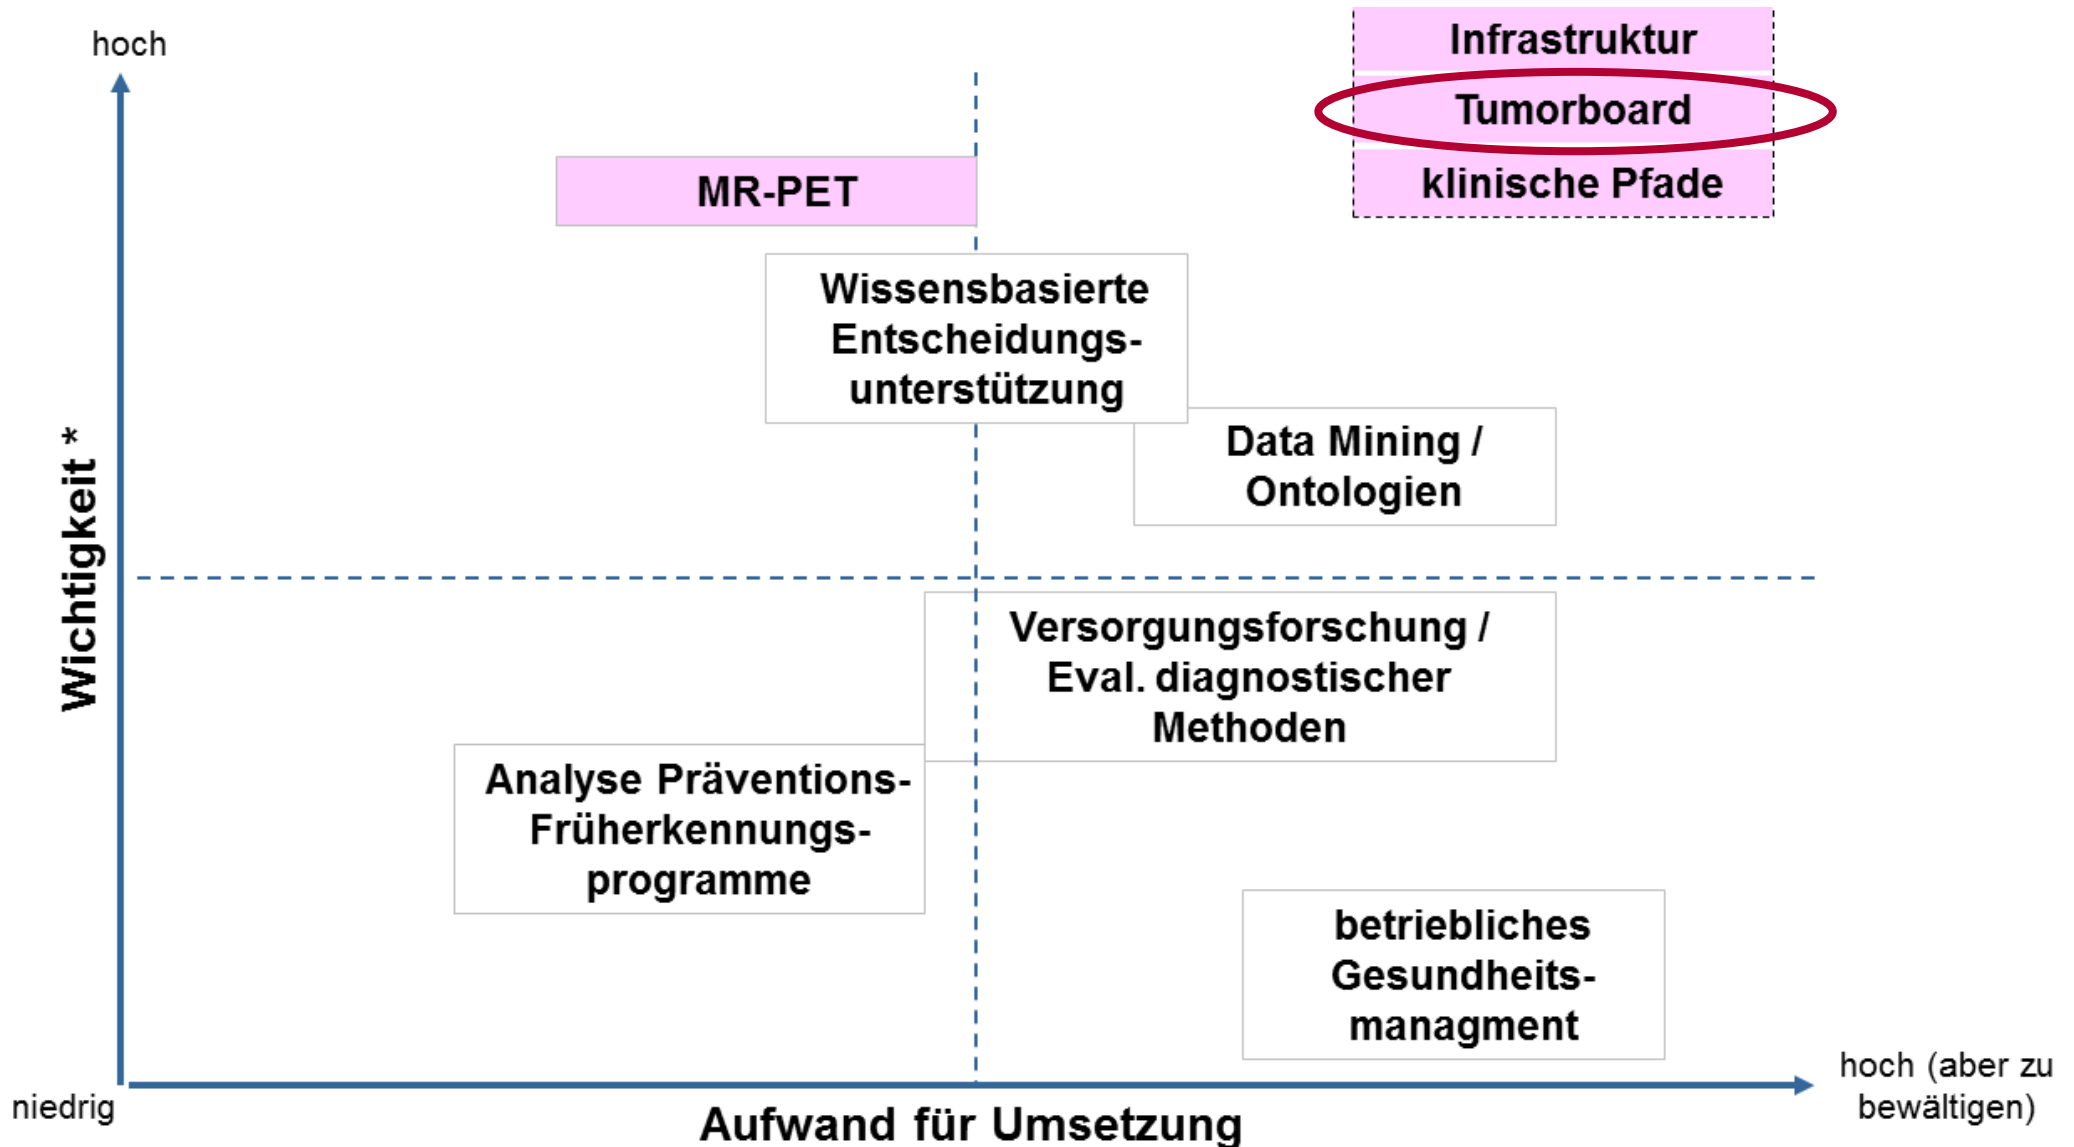 hoch
Infrastruktur
Tumorboard
klinische Pfade
MR-PET
Wissensbasierte
Entscheidungs-
unterstützung
Data Mining /
Ontologien
Wichtigkeit *
Versorgungsforschung /
Eval. diagnostischer
Methoden
Analyse Präventions-
Früherkennungs-
programme
betriebliches
Gesundheits-
managment
niedrig
Aufwand für Umsetzung
hoch (aber zu
bewältigen)